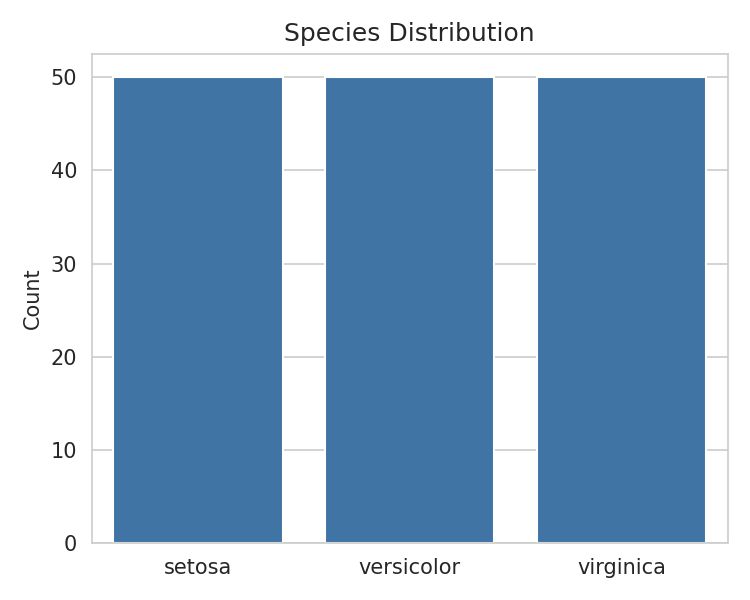 Species Distribution
50
40
30
20
10
0
Count
setosa
versicolor
virginica